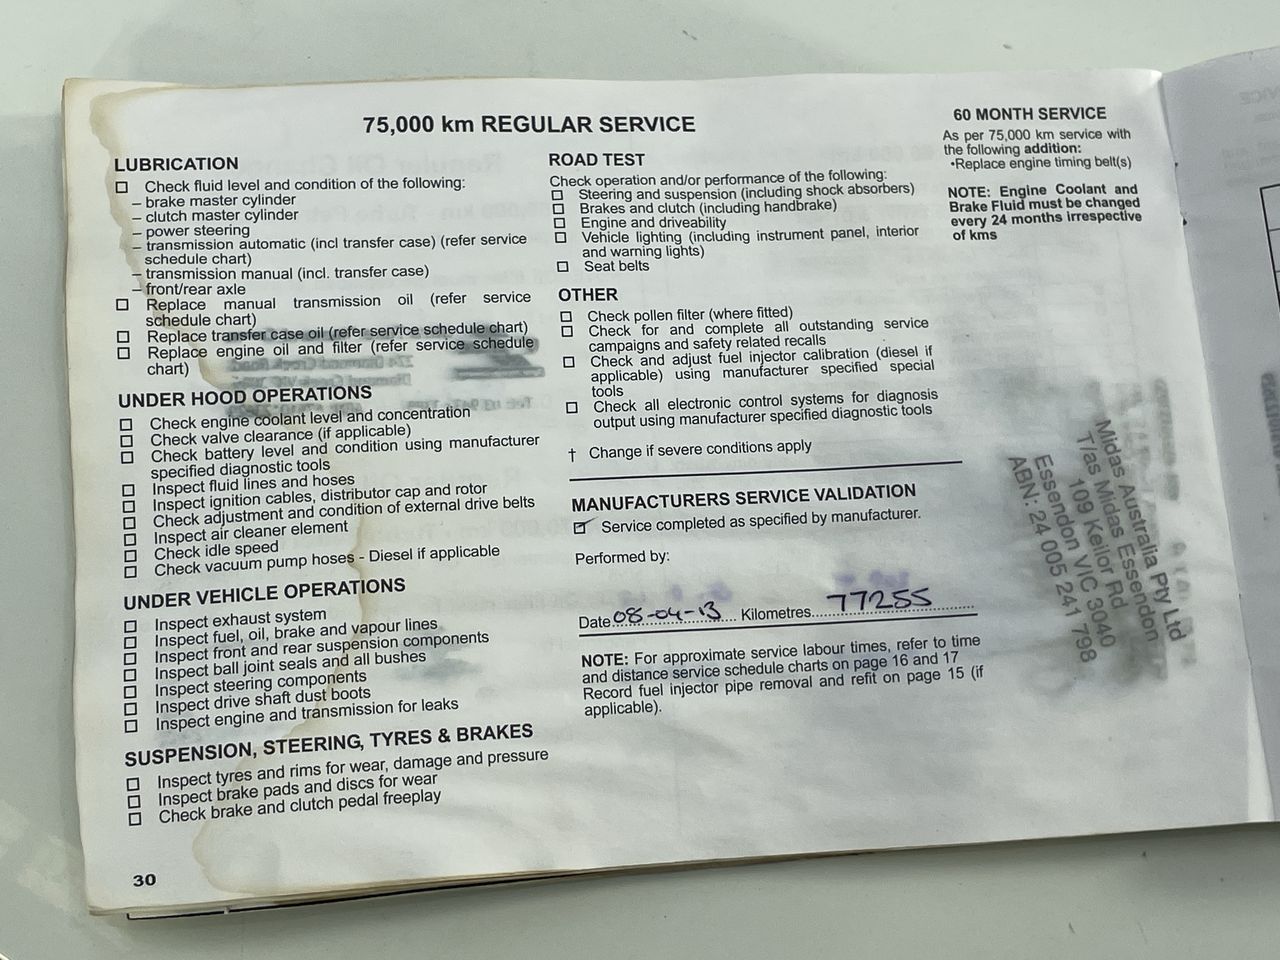 75,000 km REGULAR SERVICE
LUBRICATION
Check fluid level and condition of the following:
– brake master cylinder
– clutch master cylinder
– power steering
– transmission automatic (incl transfer case) (refer service
schedule chart)
– transmission manual (incl. transfer case)
– front/rear axle
Replace manual transmission oil (refer service
schedule chart)
Replace transfer case oil (refer service schedule chart)
Replace engine oil and filter (refer service schedule
chart)
UNDER HOOD OPERATIONS
Check engine coolant level and concentration
Check valve clearance (if applicable)
Check battery level and condition using manufacturer
specified diagnostic tools
Inspect fluid lines and hoses
Inspect ignition cables, distributor cap and rotor
Check adjustment and condition of external drive belts
Inspect air cleaner element
Check idle speed
Check vacuum pump hoses - Diesel if applicable
UNDER VEHICLE OPERATIONS
Inspect exhaust system
Inspect fuel, oil, brake and vapour lines
Inspect front and rear suspension components
Inspect ball joint seals and all bushes
Inspect steering components
Inspect drive shaft dust boots
Inspect engine and transmission for leaks
SUSPENSION, STEERING, TYRES & BRAKES
Inspect tyres and rims for wear, damage and pressure
Inspect brake pads and discs for wear
Check brake and clutch pedal freeplay
30
ROAD TEST
Check operation and/or performance of the following:
Steering and suspension (including shock absorbers)
Brakes and clutch (including handbrake)
Engine and driveability
Vehicle lighting (including instrument panel, interior
and warning lights)
Seat belts
OTHER
Check pollen filter (where fitted)
Check for and complete all outstanding service
campaigns and safety related recalls
Check and adjust fuel injector calibration (diesel if
applicable) using manufacturer specified special
tools
Check all electronic control systems for diagnosis
output using manufacturer specified diagnostic tools
† Change if severe conditions apply
MANUFACTURERS SERVICE VALIDATION
Service completed as specified by manufacturer.
Performed by:
Date 08-04-13 Kilometres 77255
NOTE: For approximate service labour times, refer to time
and distance service schedule charts on page 16 and 17
Record fuel injector pipe removal and refit on page 15 (if
applicable).
60 MONTH SERVICE
As per 75,000 km service with
the following addition:
•Replace engine timing belt(s)
NOTE: Engine Coolant and
Brake Fluid must be changed
every 24 months irrespective
of kms
Midas Australia Pty Ltd
T/as Midas Essendon
109 Keilor Rd
Essendon VIC 3040
ABN: 24 005 241 798